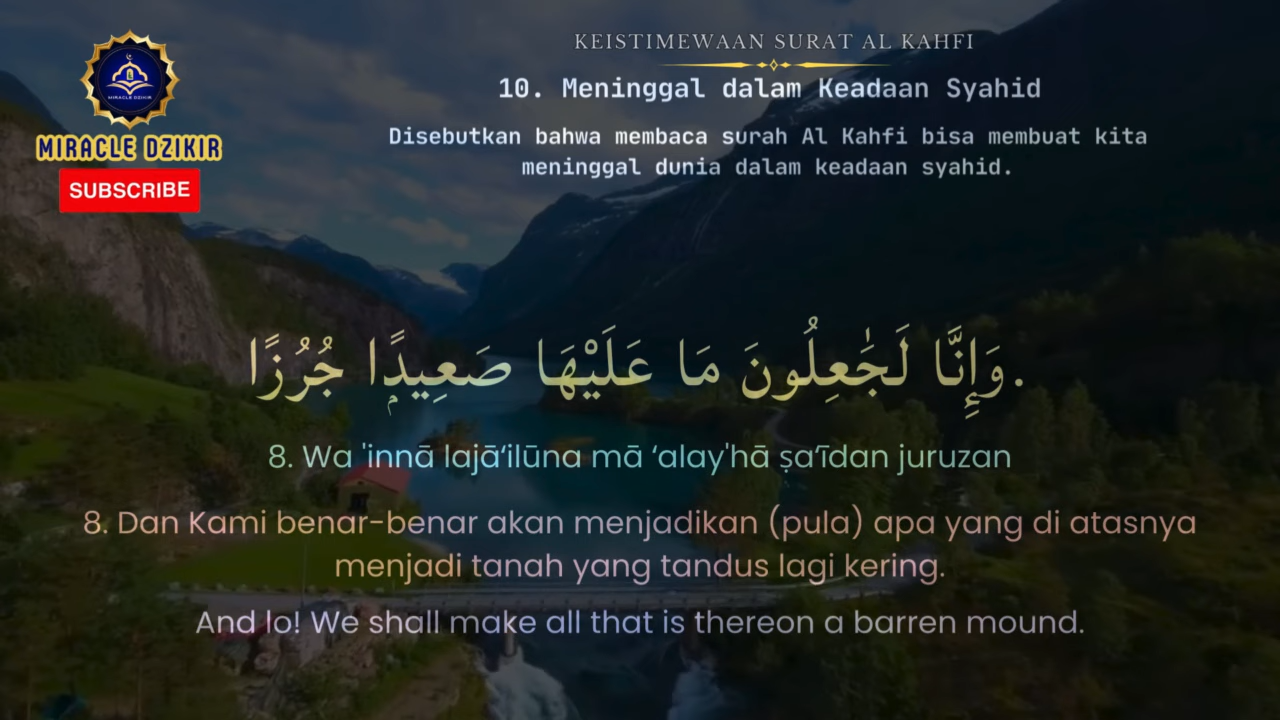 MIRACLE DZIKIR
MIRACLE DZIKIR
SUBSCRIBE
KEISTIMEWAAN SURAT AL KAHFI
10. Meninggal dalam Keadaan Syahid
Disebutkan bahwa membaca surah Al Kahfi bisa membuat kita
meninggal dunia dalam keadaan syahid.
وَإِنَّا لَجَٰعِلُونَ مَا عَلَيْهَا صَعِيدًۭا جُرُزًا.
8. Wa 'innā lajā‘ilūna mā ‘alay'hā ṣa‘īdan juruzan
8. Dan Kami benar-benar akan menjadikan (pula) apa yang di atasnya
menjadi tanah yang tandus lagi kering.
And lo! We shall make all that is thereon a barren mound.